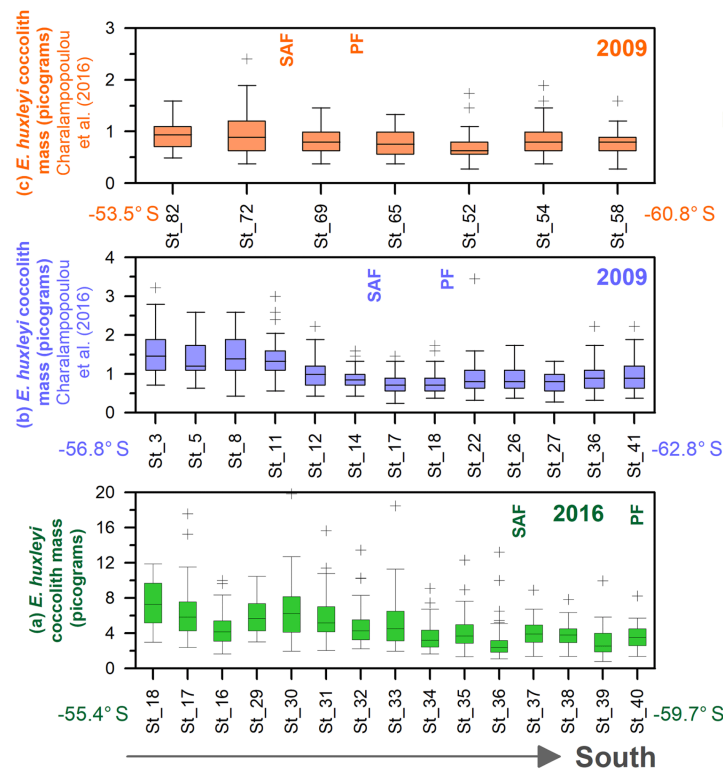 (c) E. huxleyi coccolith
mass (picograms)
Charalampopoulou
et al. (2016)
3
2
1
0
SAF
PF
2009
-53.5° S
St_82
St_72
St_69
St_65
St_52
St_54
St_58
-60.8° S
(b) E. huxleyi coccolith
mass (picograms)
Charalampopoulou
et al. (2016)
4
3
2
1
0
SAF
PF
2009
-56.8° S
St_3
St_5
St_8
St_11
St_12
St_14
St_17
St_18
St_22
St_26
St_27
St_36
St_41
-62.8° S
(a) E. huxleyi
coccolith mass
(picograms)
20
16
12
8
4
0
SAF
2016
PF
-55.4° S
St_18
St_17
St_16
St_29
St_30
St_31
St_32
St_33
St_34
St_35
St_36
St_37
St_38
St_39
St_40
-59.7° S
South